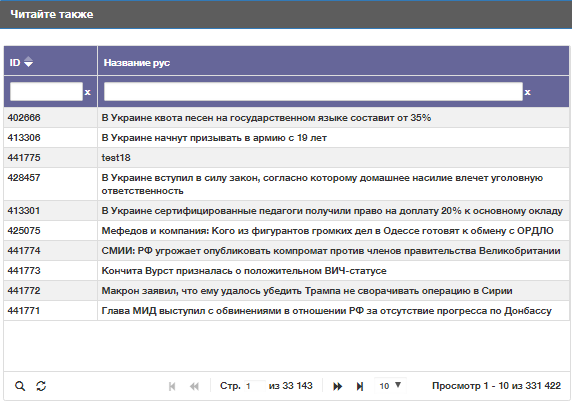 Читайте также
ID Название рус
x x
402666 В Украине квота песен на государственном языке составит от 35%
413306 В Украине начнут призывать в армию с 19 лет
441775 test18
428457 В Украине вступил в силу закон, согласно которому домашнее насилие влечет уголовную
ответственность
413301 В Украине сертифицированные педагоги получили право на доплату 20% к основному окладу
425075 Мефедов и компания: Кого из фигурантов громких дел в Одессе готовят к обмену с ОРДЛО
441774 СМИИ: РФ угрожает опубликовать компромат против членов правительства Великобритании
441773 Кончита Вурст призналась о положительном ВИЧ-статусе
441772 Макрон заявил, что ему удалось убедить Трампа не сворачивать операцию в Сирии
441771 Глава МИД выступил с обвинениями в отношении РФ за отсутствие прогресса по Донбассу
Стр. 1 из 33 143 10 Просмотр 1 - 10 из 331 422